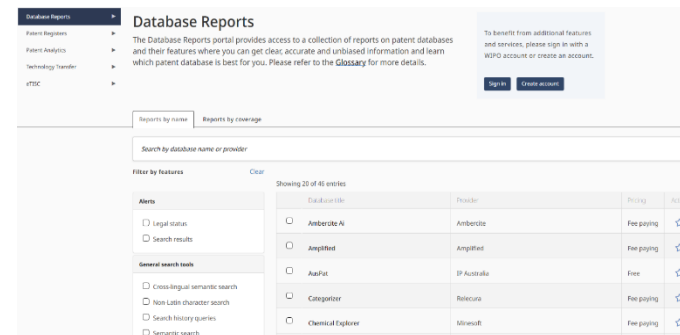 Database Reports
Patent Registers
Patent Analytics
Technology Transfer
eTISC
Database Reports
The Database Reports portal provides access to a collection of reports on patent databases
and their features where you can get clear, accurate and unbiased information and learn
which patent database is best for you. Please refer to the Glossary for more details.
To benefit from additional features
and services, please sign in with a
WIPO account or create an account.
Sign in Create account
Reports by name Reports by coverage
Search by database name or provider
Filter by features Clear
Showing 20 of 46 entries
Alerts
Legal status
Search results
General search tools
Cross-lingual semantic search
Non Latin character search
Search history queries
Semantic search
Database title Provider Pricing
Ambercite Ai Ambercite Fee paying
Amplified Amplified Fee paying
AusPat IP Australia Free
Categorizer Relecura Fee paying
Chemical Explorer Minesoft Fee paying